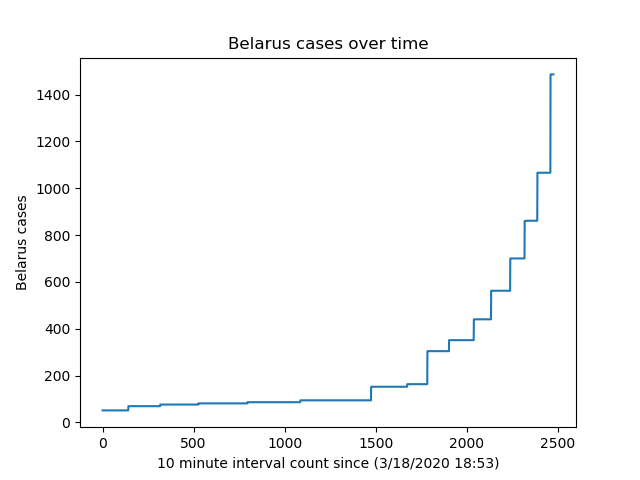 Belarus cases over time
Belarus cases
1400
1200
1000
800
600
400
200
0
0 500 1000 1500 2000 2500
10 minute interval count since (3/18/2020 18:53)